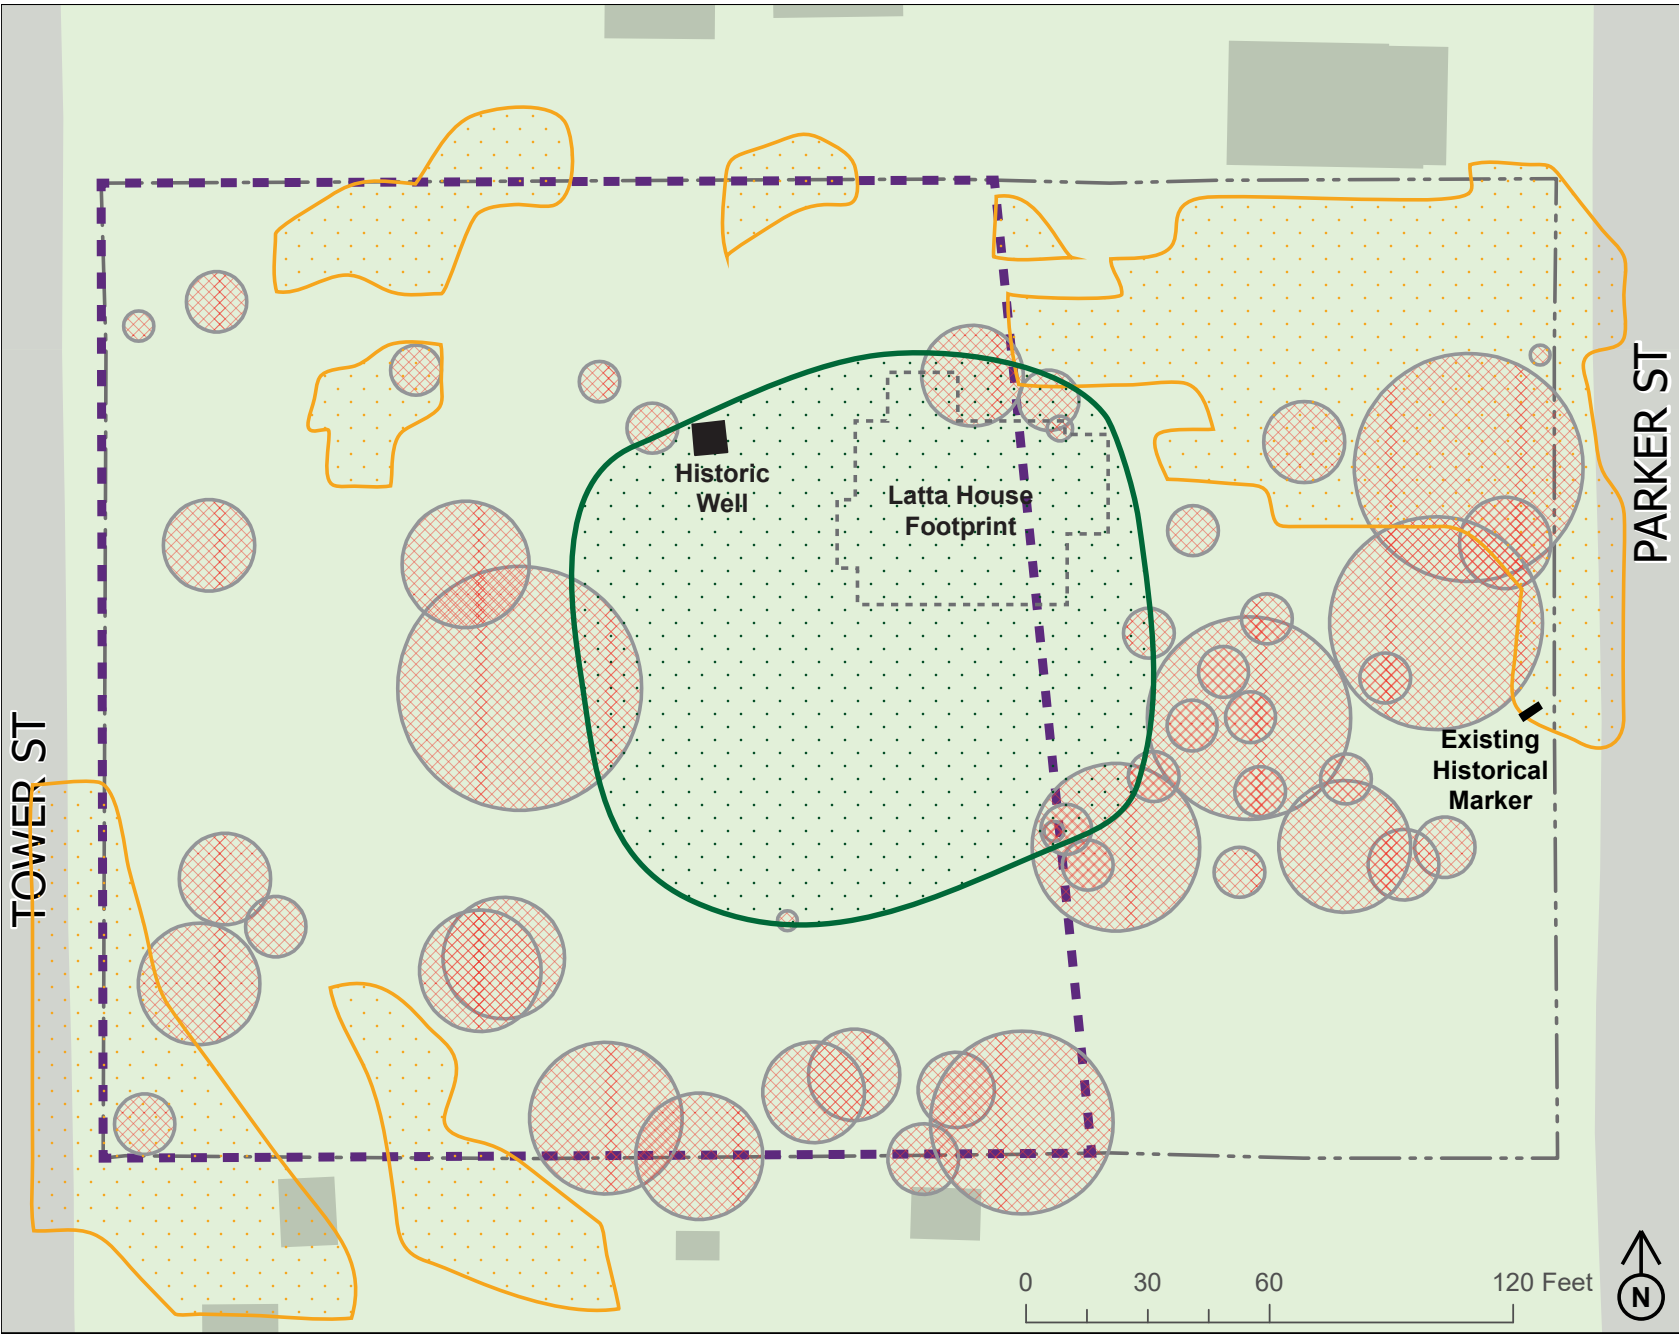 Historic
Well
Latta House
Footprint
PARKER ST
TOWER ST
Existing
Historical
Marker
0 30 60 120 Feet
N